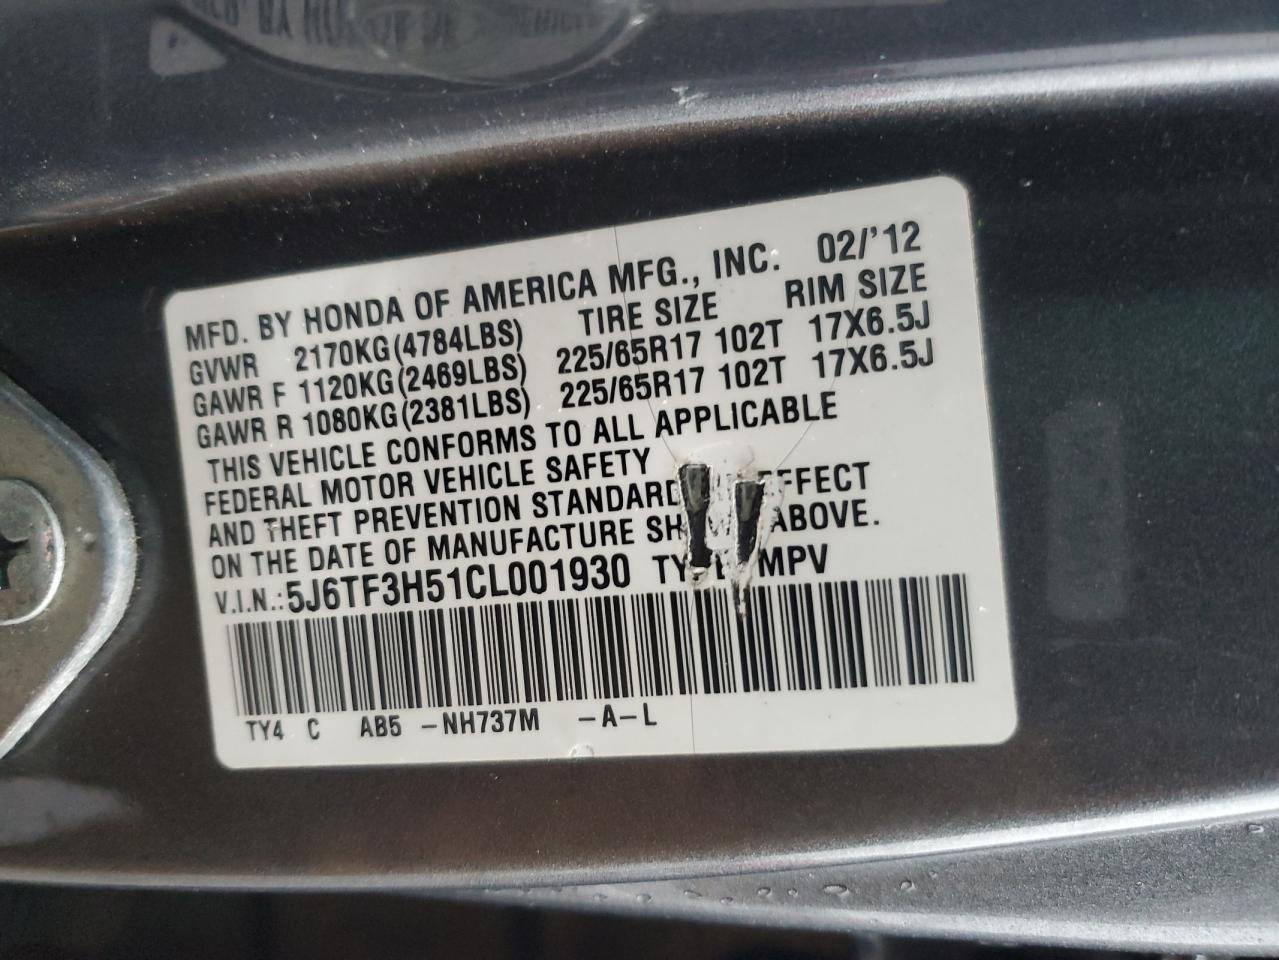 MFD. BY HONDA OF AMERICA MFG., INC. 02/'12
GVWR 2170KG(4784LBS) TIRE SIZE RIM SIZE
GAWR F 1120KG(2469LBS) 225/65R17 102T 17X6.5J
GAWR R 1080KG(2381LBS) 225/65R17 102T 17X6.5J
THIS VEHICLE CONFORMS TO ALL APPLICABLE
FEDERAL MOTOR VEHICLE SAFETY
AND THEFT PREVENTION STANDARD EFFECT
ON THE DATE OF MANUFACTURE SH ABOVE.
V.I.N.: 5J6TF3H51CL001930 TYPE: MPV
TY4 C AB5 -NH737M -A-L